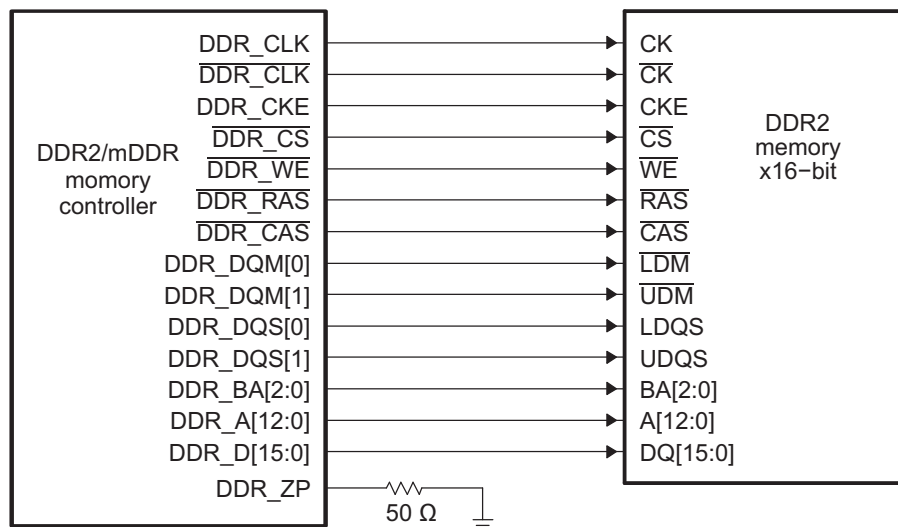 DDR_CLK
DDR_CLK
DDR_CKE
DDR_CS
DDR_WE
DDR_RAS
DDR_CAS
DDR_DQM[0]
DDR_DQM[1]
DDR_DQS[0]
DDR_DQS[1]
DDR_BA[2:0]
DDR_A[12:0]
DDR_D[15:0]
DDR_ZP
DDR2/mDDR
momory
controller
50 Ω
CK
CK
CKE
CS
WE
RAS
CAS
LDM
UDM
LDQS
UDQS
BA[2:0]
A[12:0]
DQ[15:0]
DDR2
memory
x16−bit